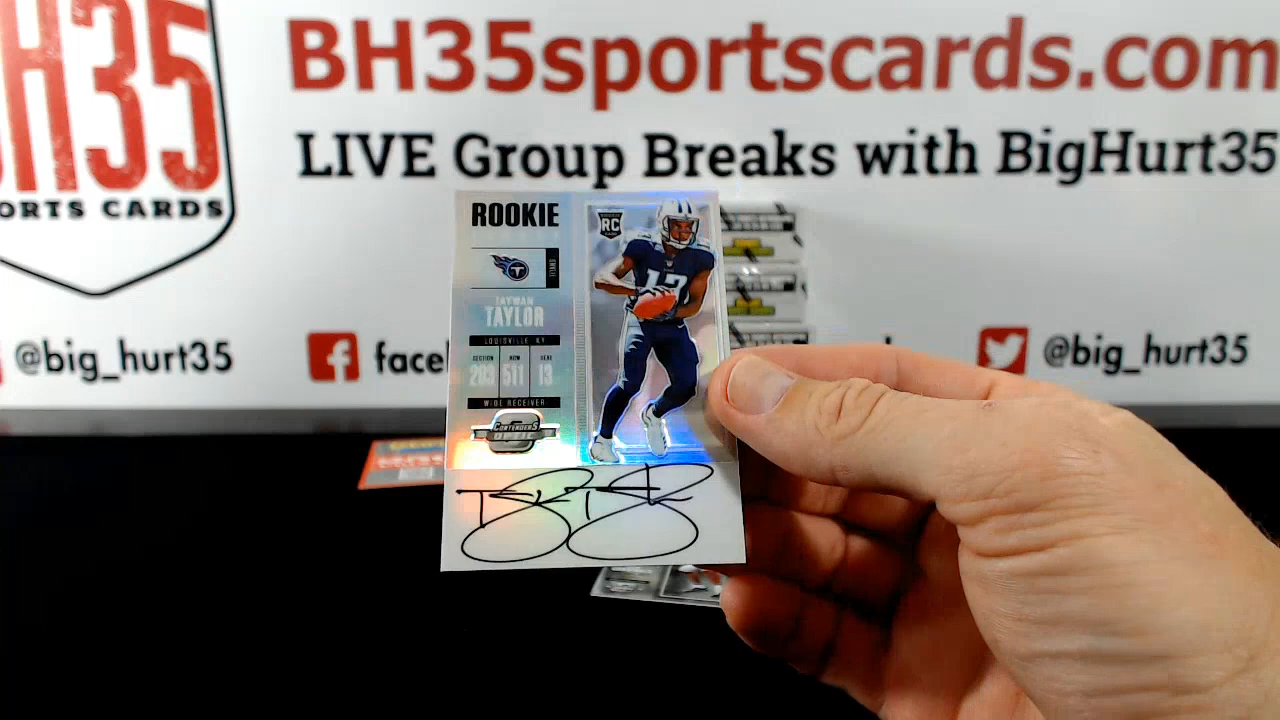 BH35sportscards.com
LIVE Group Breaks with BigHurt35
H35
ORTS CARDS
@big_hurt35
face
@big_hurt35
ROOKIE
RC
TITANS
TAYWAN
TAYLOR
LOUISVILLE KY
SECTION ROW SEAT
203 511 13
WIDE RECEIVER
CONTENDERS
OPTIC